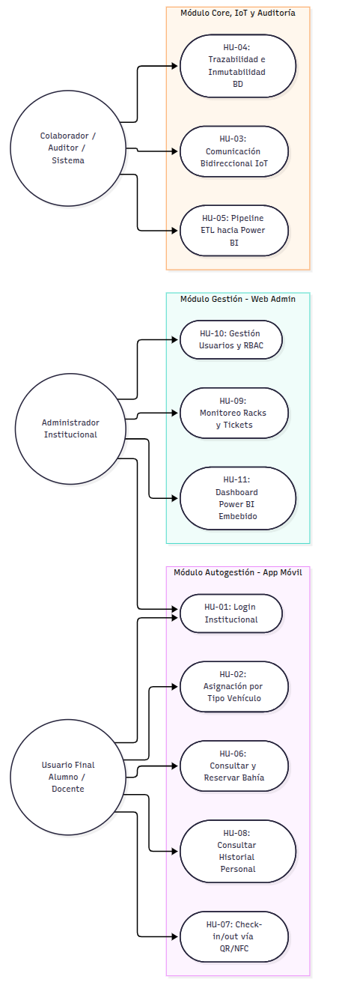 Módulo Core, IoT y Auditoría
HU-04:
Trazabilidad e
Inmutabilidad
BD
Colaborador /
Auditor /
Sistema
HU-03:
Comunicación
Bidireccional IoT
HU-05: Pipeline
ETL hacia Power
BI
Módulo Gestión - Web Admin
HU-10: Gestión
Usuarios y RBAC
Administrador
Institucional
HU-09:
Monitoreo Racks
y Tickets
HU-11:
Dashboard
Power BI
Embebido
Módulo Autogestión - App Móvil
HU-01: Login
Institucional
HU-02:
Asignación por
Tipo Vehículo
Usuario Final
Alumno /
Docente
HU-06:
Consultar y
Reservar Bahía
HU-08:
Consultar
Historial
Personal
HU-07: Check-
in/out vía
QR/NFC